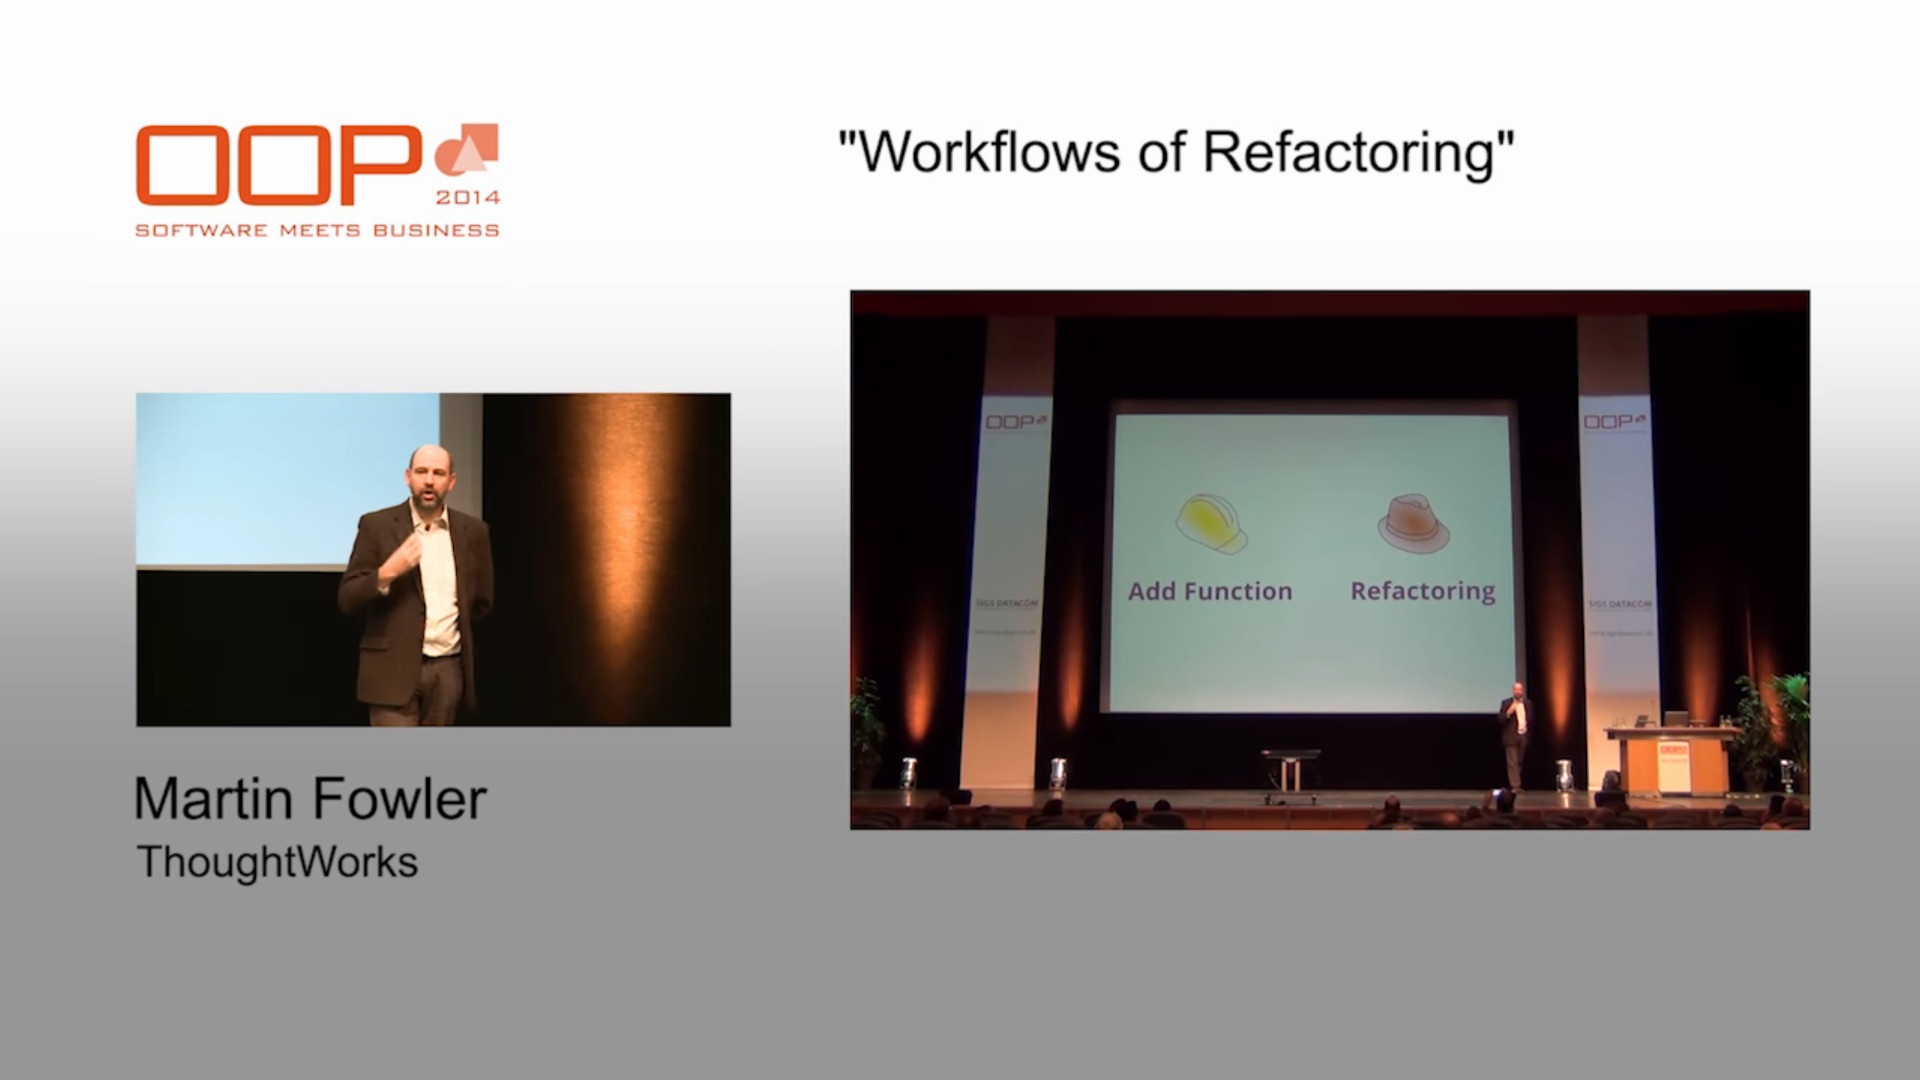 OOP
2014
SOFTWARE MEETS BUSINESS
"Workflows of Refactoring"
OOP
OOP
Add Function
Refactoring
SIGS DATACOM
SIGS DATACOM
Martin Fowler
ThoughtWorks